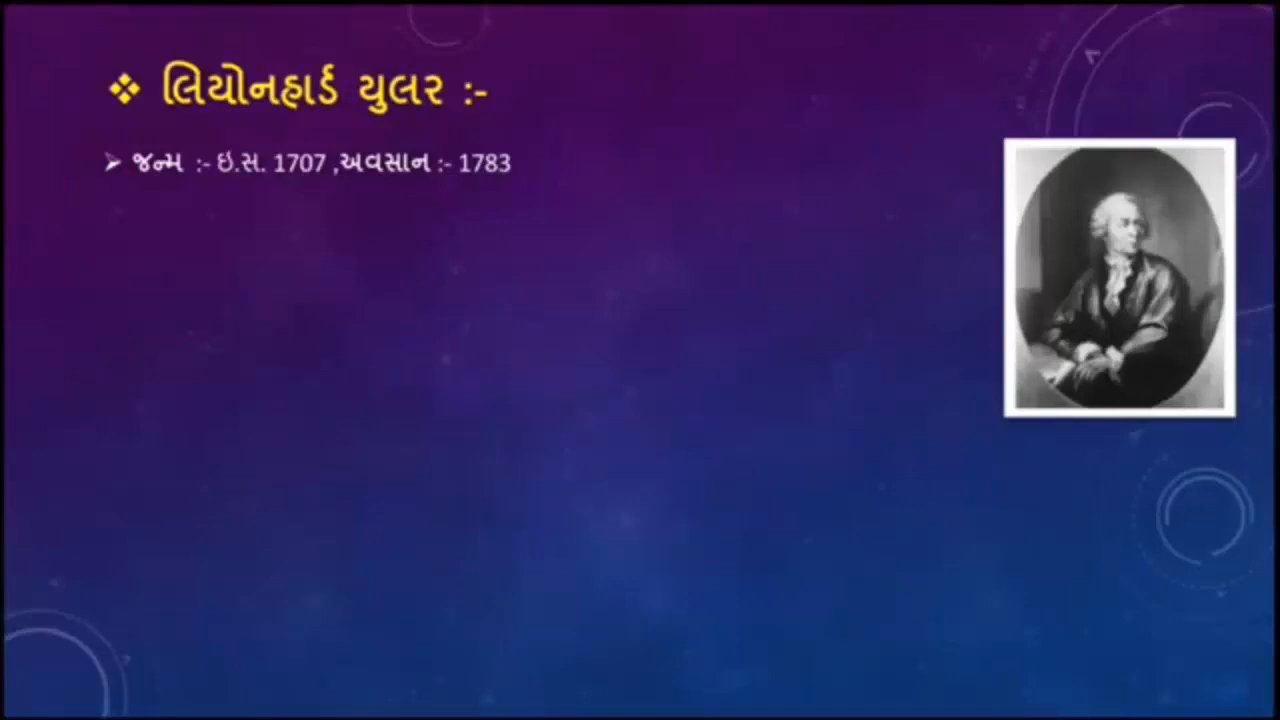 ❖ લિયોનહાર્ડ યુલર :-
➢ જન્મ :- ઇ.સ. 1707 ,અવસાન :- 1783